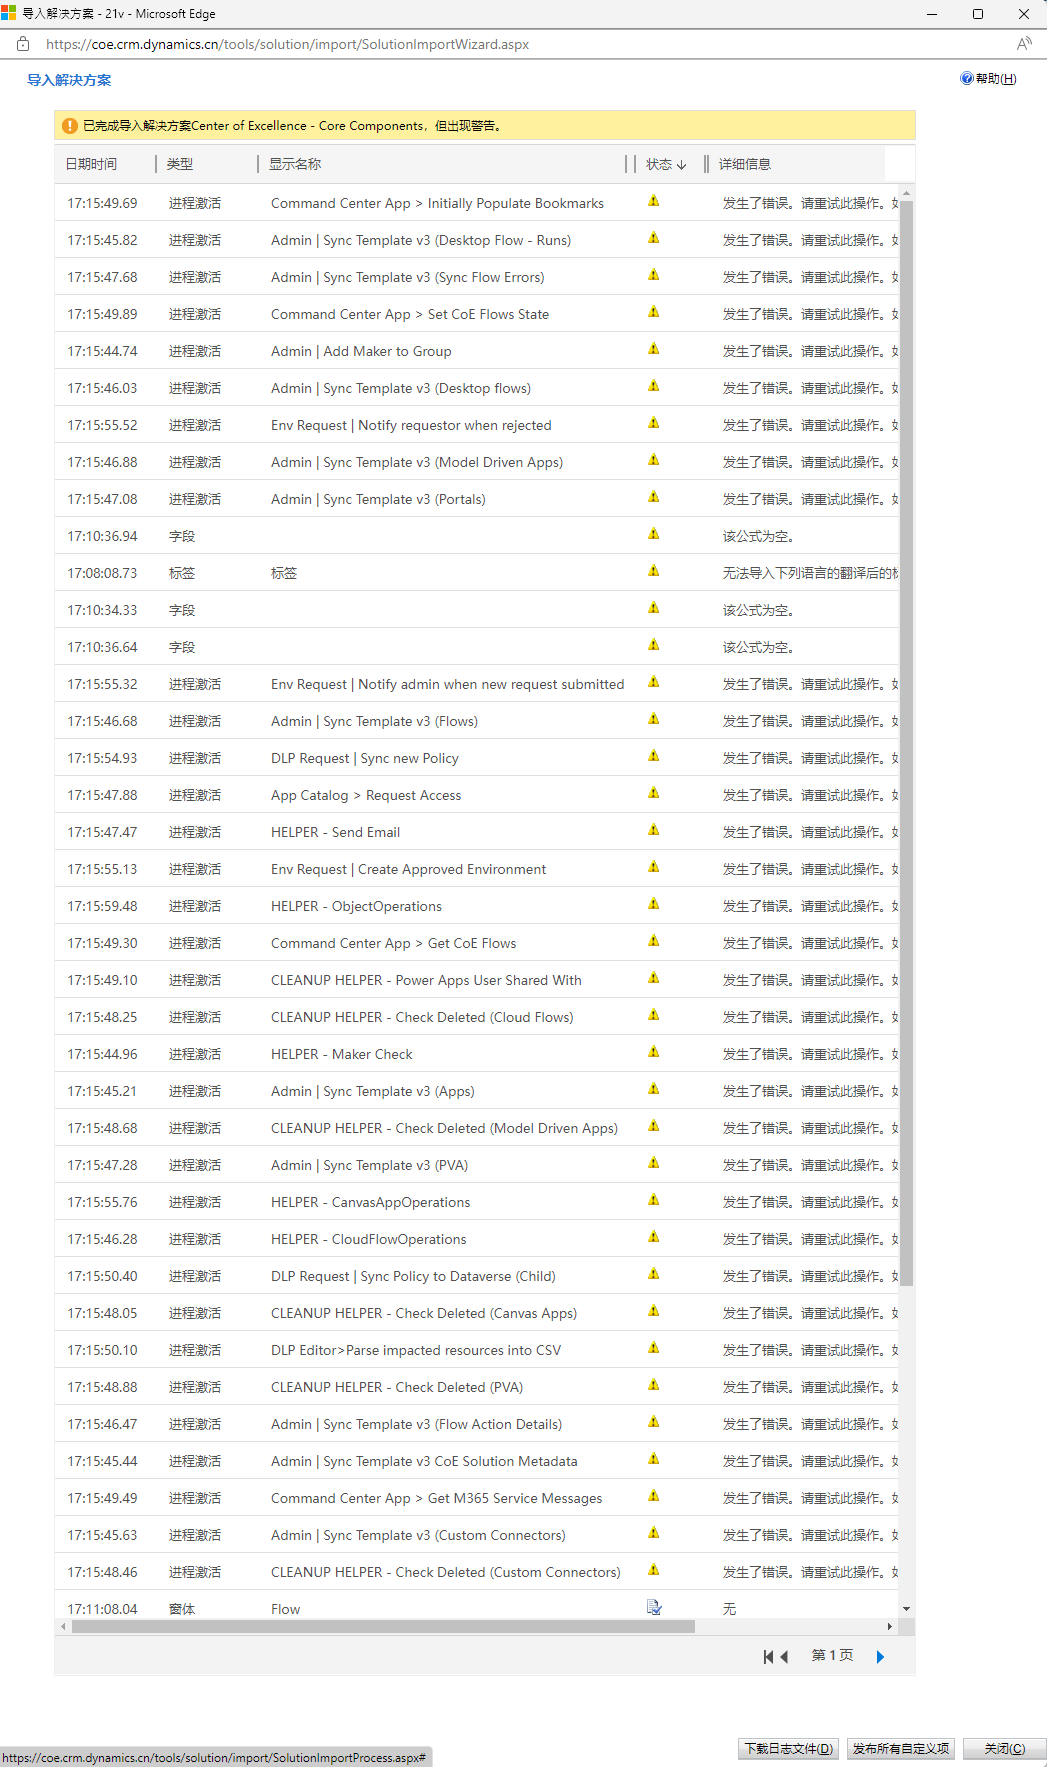 导入解决方案 - 21v - Microsoft Edge
https://coe.crm.dynamics.cn/tools/solution/import/SolutionImportWizard.aspx
导入解决方案
帮助(H)
已完成导入解决方案Center of Excellence - Core Components，但出现警告。
日期时间 类型 显示名称 状态 详细信息
17:15:49.69 进程激活 Command Center App > Initially Populate Bookmarks 发生了错误。请重试此操作。
17:15:45.82 进程激活 Admin | Sync Template v3 (Desktop Flow - Runs) 发生了错误。请重试此操作。
17:15:47.68 进程激活 Admin | Sync Template v3 (Sync Flow Errors) 发生了错误。请重试此操作。
17:15:49.89 进程激活 Command Center App > Set CoE Flows State 发生了错误。请重试此操作。
17:15:44.74 进程激活 Admin | Add Maker to Group 发生了错误。请重试此操作。
17:15:46.03 进程激活 Admin | Sync Template v3 (Desktop flows) 发生了错误。请重试此操作。
17:15:55.52 进程激活 Env Request | Notify requestor when rejected 发生了错误。请重试此操作。
17:15:46.88 进程激活 Admin | Sync Template v3 (Model Driven Apps) 发生了错误。请重试此操作。
17:15:47.08 进程激活 Admin | Sync Template v3 (Portals) 发生了错误。请重试此操作。
17:10:36.94 字段 该公式为空。
17:08:08.73 标签 标签 无法导入下列语言的翻译后的
17:10:34.33 字段 该公式为空。
17:10:36.64 字段 该公式为空。
17:15:55.32 进程激活 Env Request | Notify admin when new request submitted 发生了错误。请重试此操作。
17:15:46.68 进程激活 Admin | Sync Template v3 (Flows) 发生了错误。请重试此操作。
17:15:54.93 进程激活 DLP Request | Sync new Policy 发生了错误。请重试此操作。
17:15:47.88 进程激活 App Catalog > Request Access 发生了错误。请重试此操作。
17:15:47.47 进程激活 HELPER - Send Email 发生了错误。请重试此操作。
17:15:55.13 进程激活 Env Request | Create Approved Environment 发生了错误。请重试此操作。
17:15:59.48 进程激活 HELPER - ObjectOperations 发生了错误。请重试此操作。
17:15:49.30 进程激活 Command Center App > Get CoE Flows 发生了错误。请重试此操作。
17:15:49.10 进程激活 CLEANUP HELPER - Power Apps User Shared With 发生了错误。请重试此操作。
17:15:48.25 进程激活 CLEANUP HELPER - Check Deleted (Cloud Flows) 发生了错误。请重试此操作。
17:15:44.96 进程激活 HELPER - Maker Check 发生了错误。请重试此操作。
17:15:45.21 进程激活 Admin | Sync Template v3 (Apps) 发生了错误。请重试此操作。
17:15:48.68 进程激活 CLEANUP HELPER - Check Deleted (Model Driven Apps) 发生了错误。请重试此操作。
17:15:47.28 进程激活 Admin | Sync Template v3 (PVA) 发生了错误。请重试此操作。
17:15:55.76 进程激活 HELPER - CanvasAppOperations 发生了错误。请重试此操作。
17:15:46.28 进程激活 HELPER - CloudFlowOperations 发生了错误。请重试此操作。
17:15:50.40 进程激活 DLP Request | Sync Policy to Dataverse (Child) 发生了错误。请重试此操作。
17:15:48.05 进程激活 CLEANUP HELPER - Check Deleted (Canvas Apps) 发生了错误。请重试此操作。
17:15:50.10 进程激活 DLP Editor>Parse impacted resources into CSV 发生了错误。请重试此操作。
17:15:48.88 进程激活 CLEANUP HELPER - Check Deleted (PVA) 发生了错误。请重试此操作。
17:15:46.47 进程激活 Admin | Sync Template v3 (Flow Action Details) 发生了错误。请重试此操作。
17:15:45.44 进程激活 Admin | Sync Template v3 CoE Solution Metadata 发生了错误。请重试此操作。
17:15:49.49 进程激活 Command Center App > Get M365 Service Messages 发生了错误。请重试此操作。
17:15:45.63 进程激活 Admin | Sync Template v3 (Custom Connectors) 发生了错误。请重试此操作。
17:15:48.46 进程激活 CLEANUP HELPER - Check Deleted (Custom Connectors) 发生了错误。请重试此操作。
17:11:08.04 窗体 Flow 无
第 1 页
下载日志文件(D) 发布所有自定义项 关闭(C)
https://coe.crm.dynamics.cn/tools/solution/import/SolutionImportProcess.aspx#